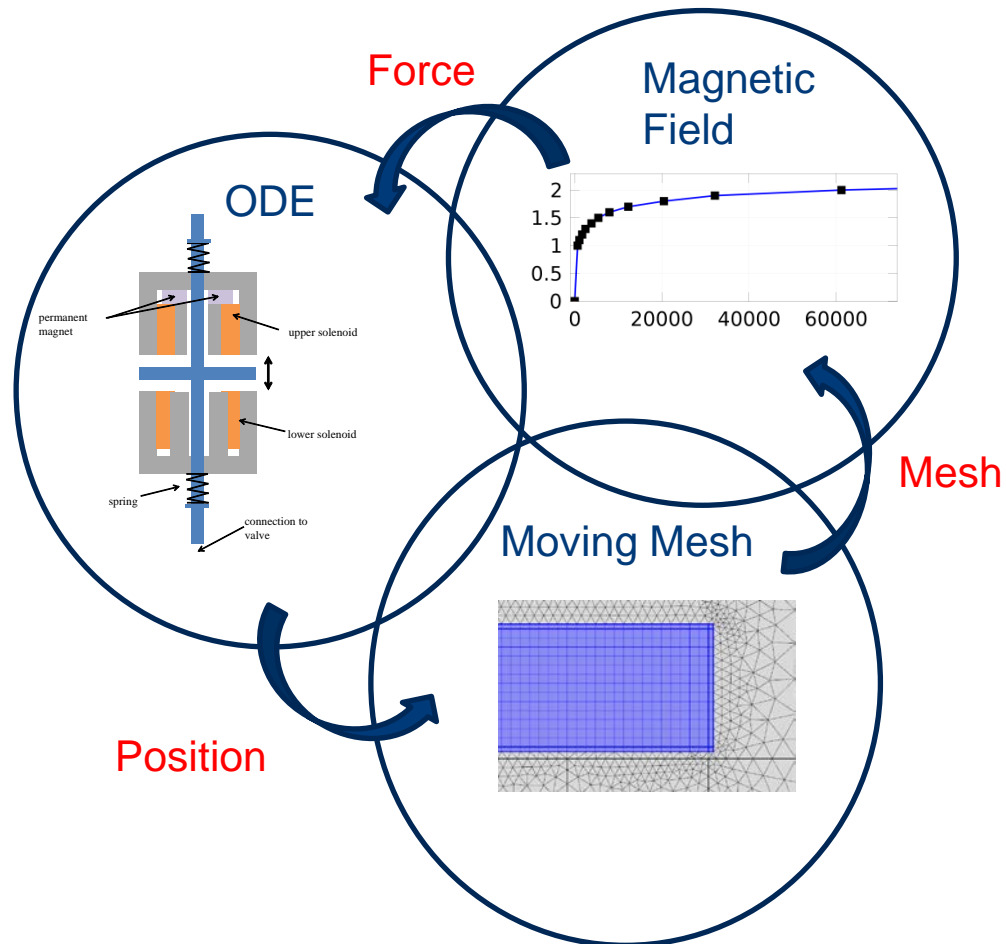 Force
Magnetic
Field
2
1.5
1
0.5
0
0
20000
40000
60000
ODE
permanent
magnet
upper solenoid
lower solenoid
spring
connection to
valve
Mesh
Moving Mesh
Position